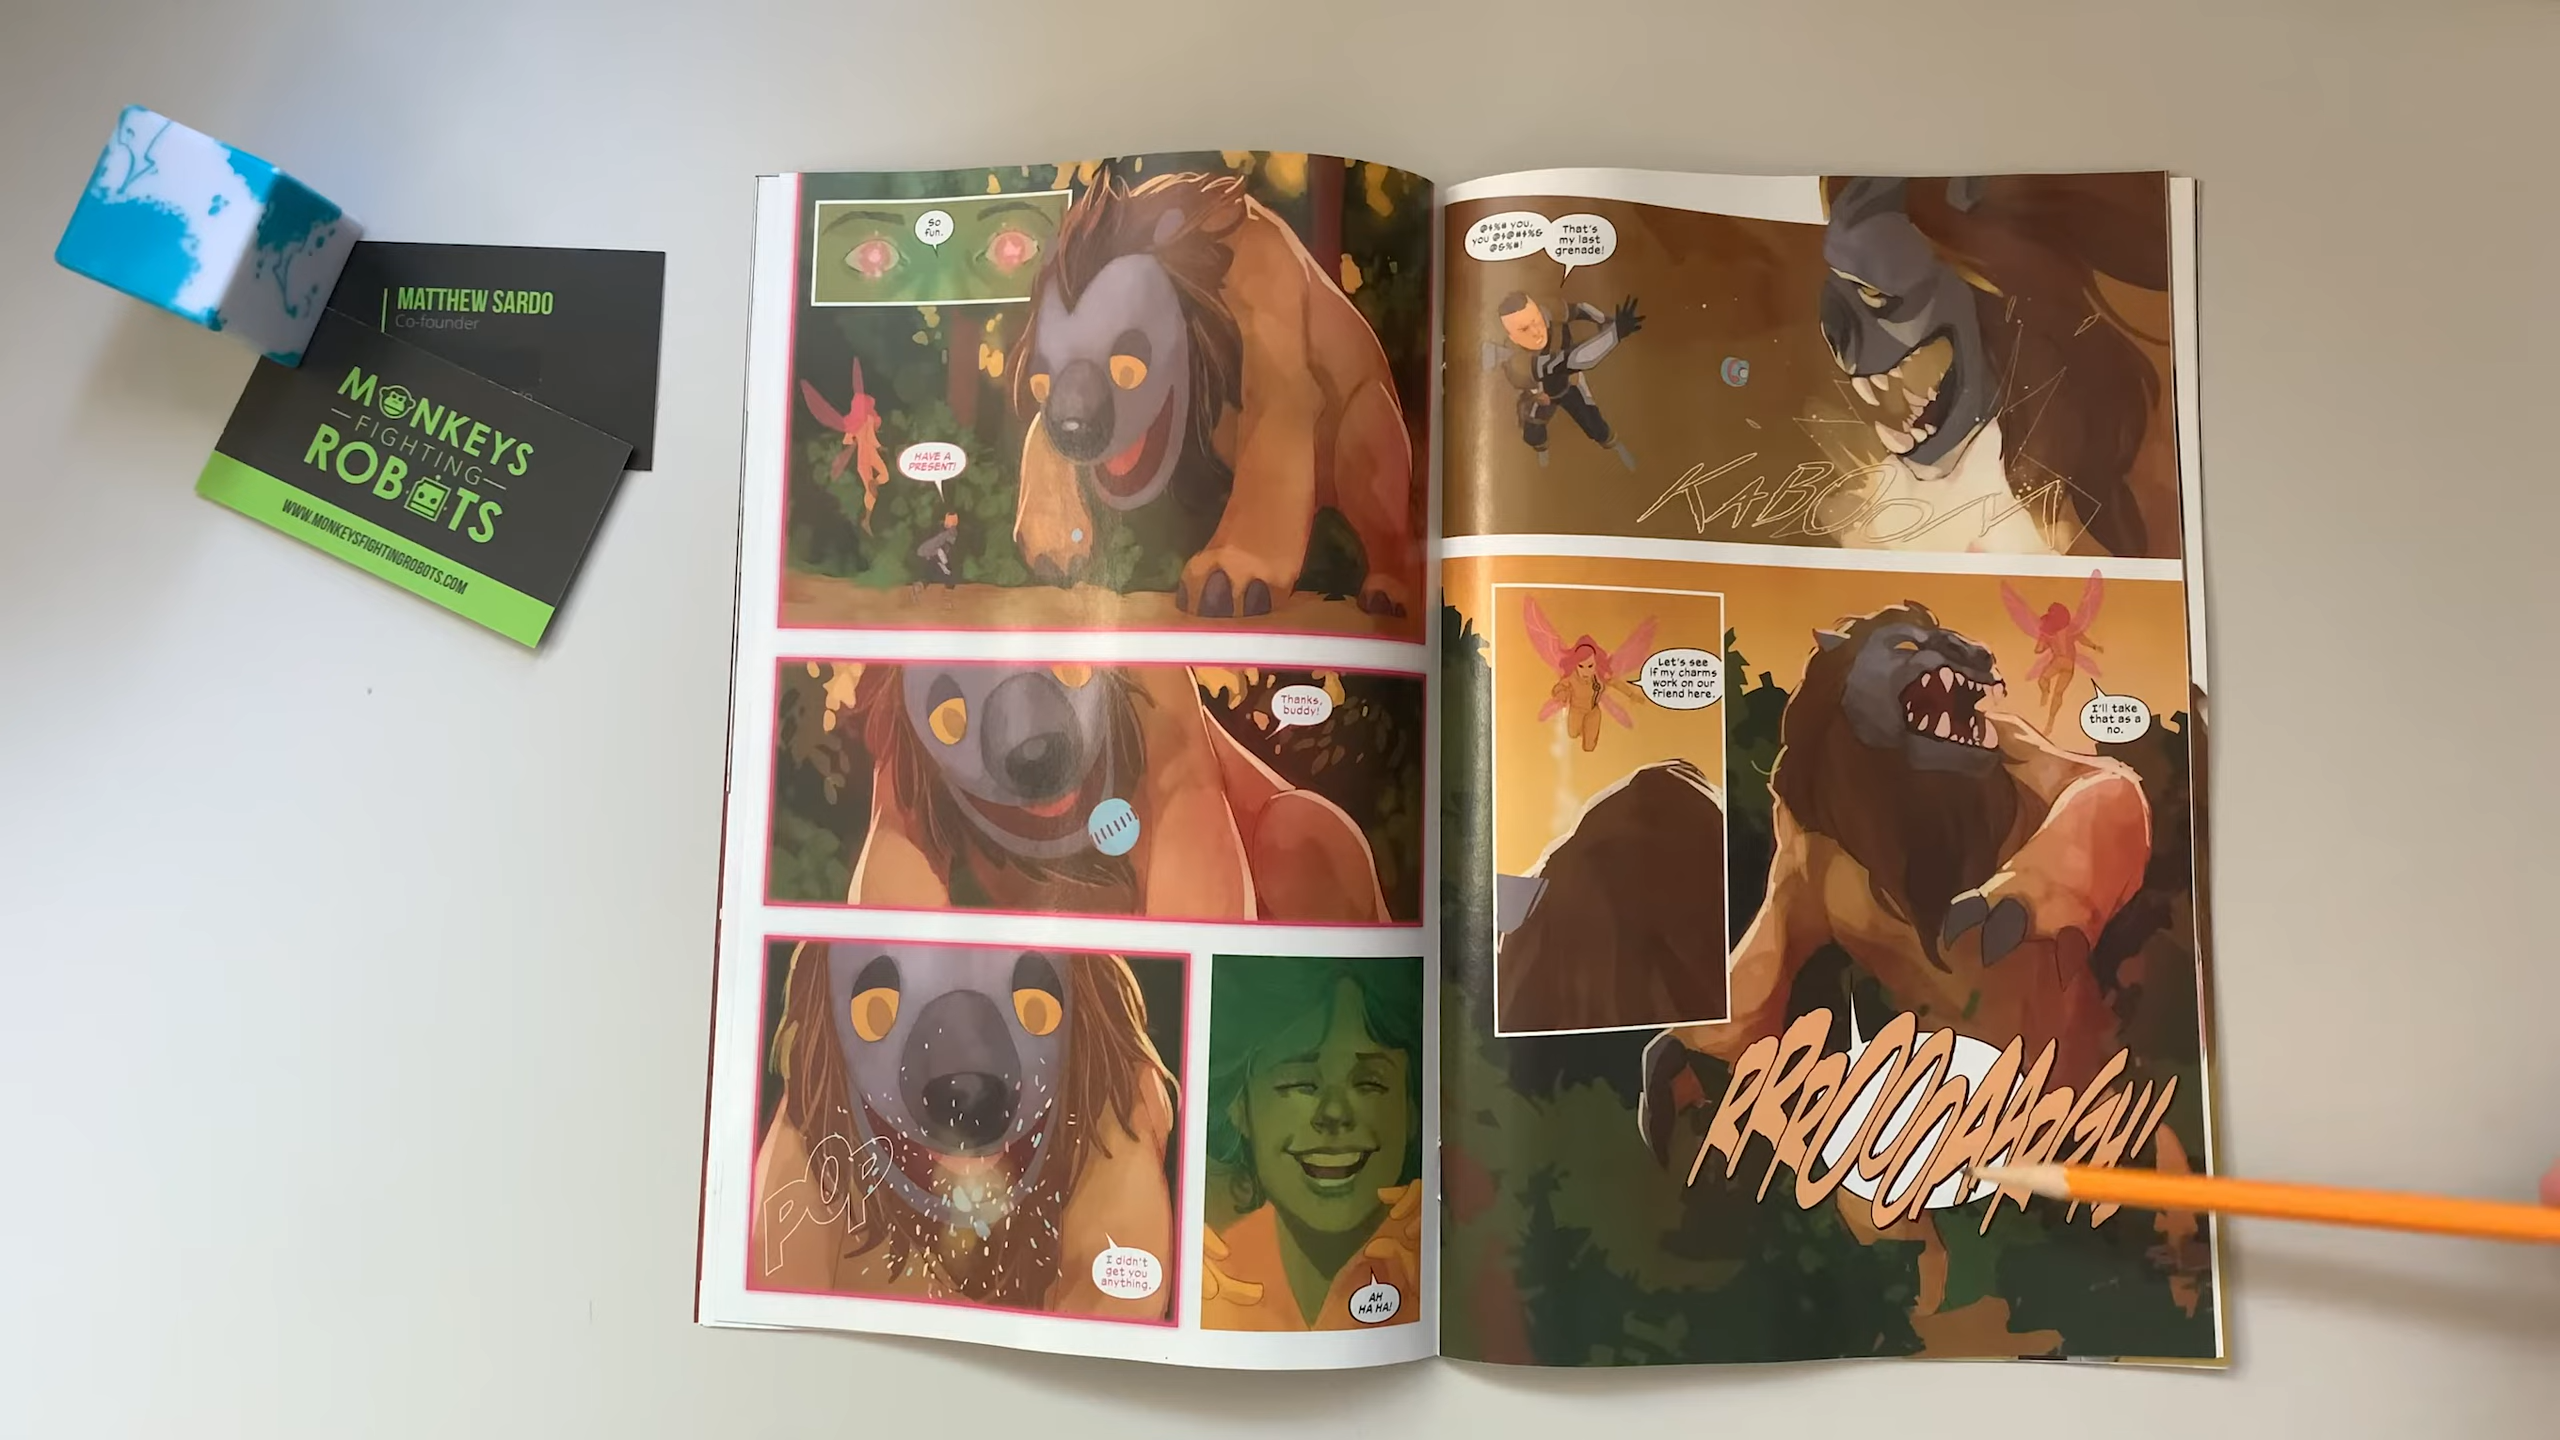 MATTHEW SARDO
Co-founder
MONKEYS
FIGHTING
ROBOTS
WWW.MONKEYSFIGHTINGROBOTS.COM
So
fun.
HAVE A
PRESENT!
Thanks,
buddy!
POP
I didn't
get you
anything.
AH
HA HA!
@$%# you,
you @$@#$%&
@&%#!
That's
my last
grenade!
KABOOM
Let's see
if my charms
work on our
friend here.
I'll take
that as a
no.